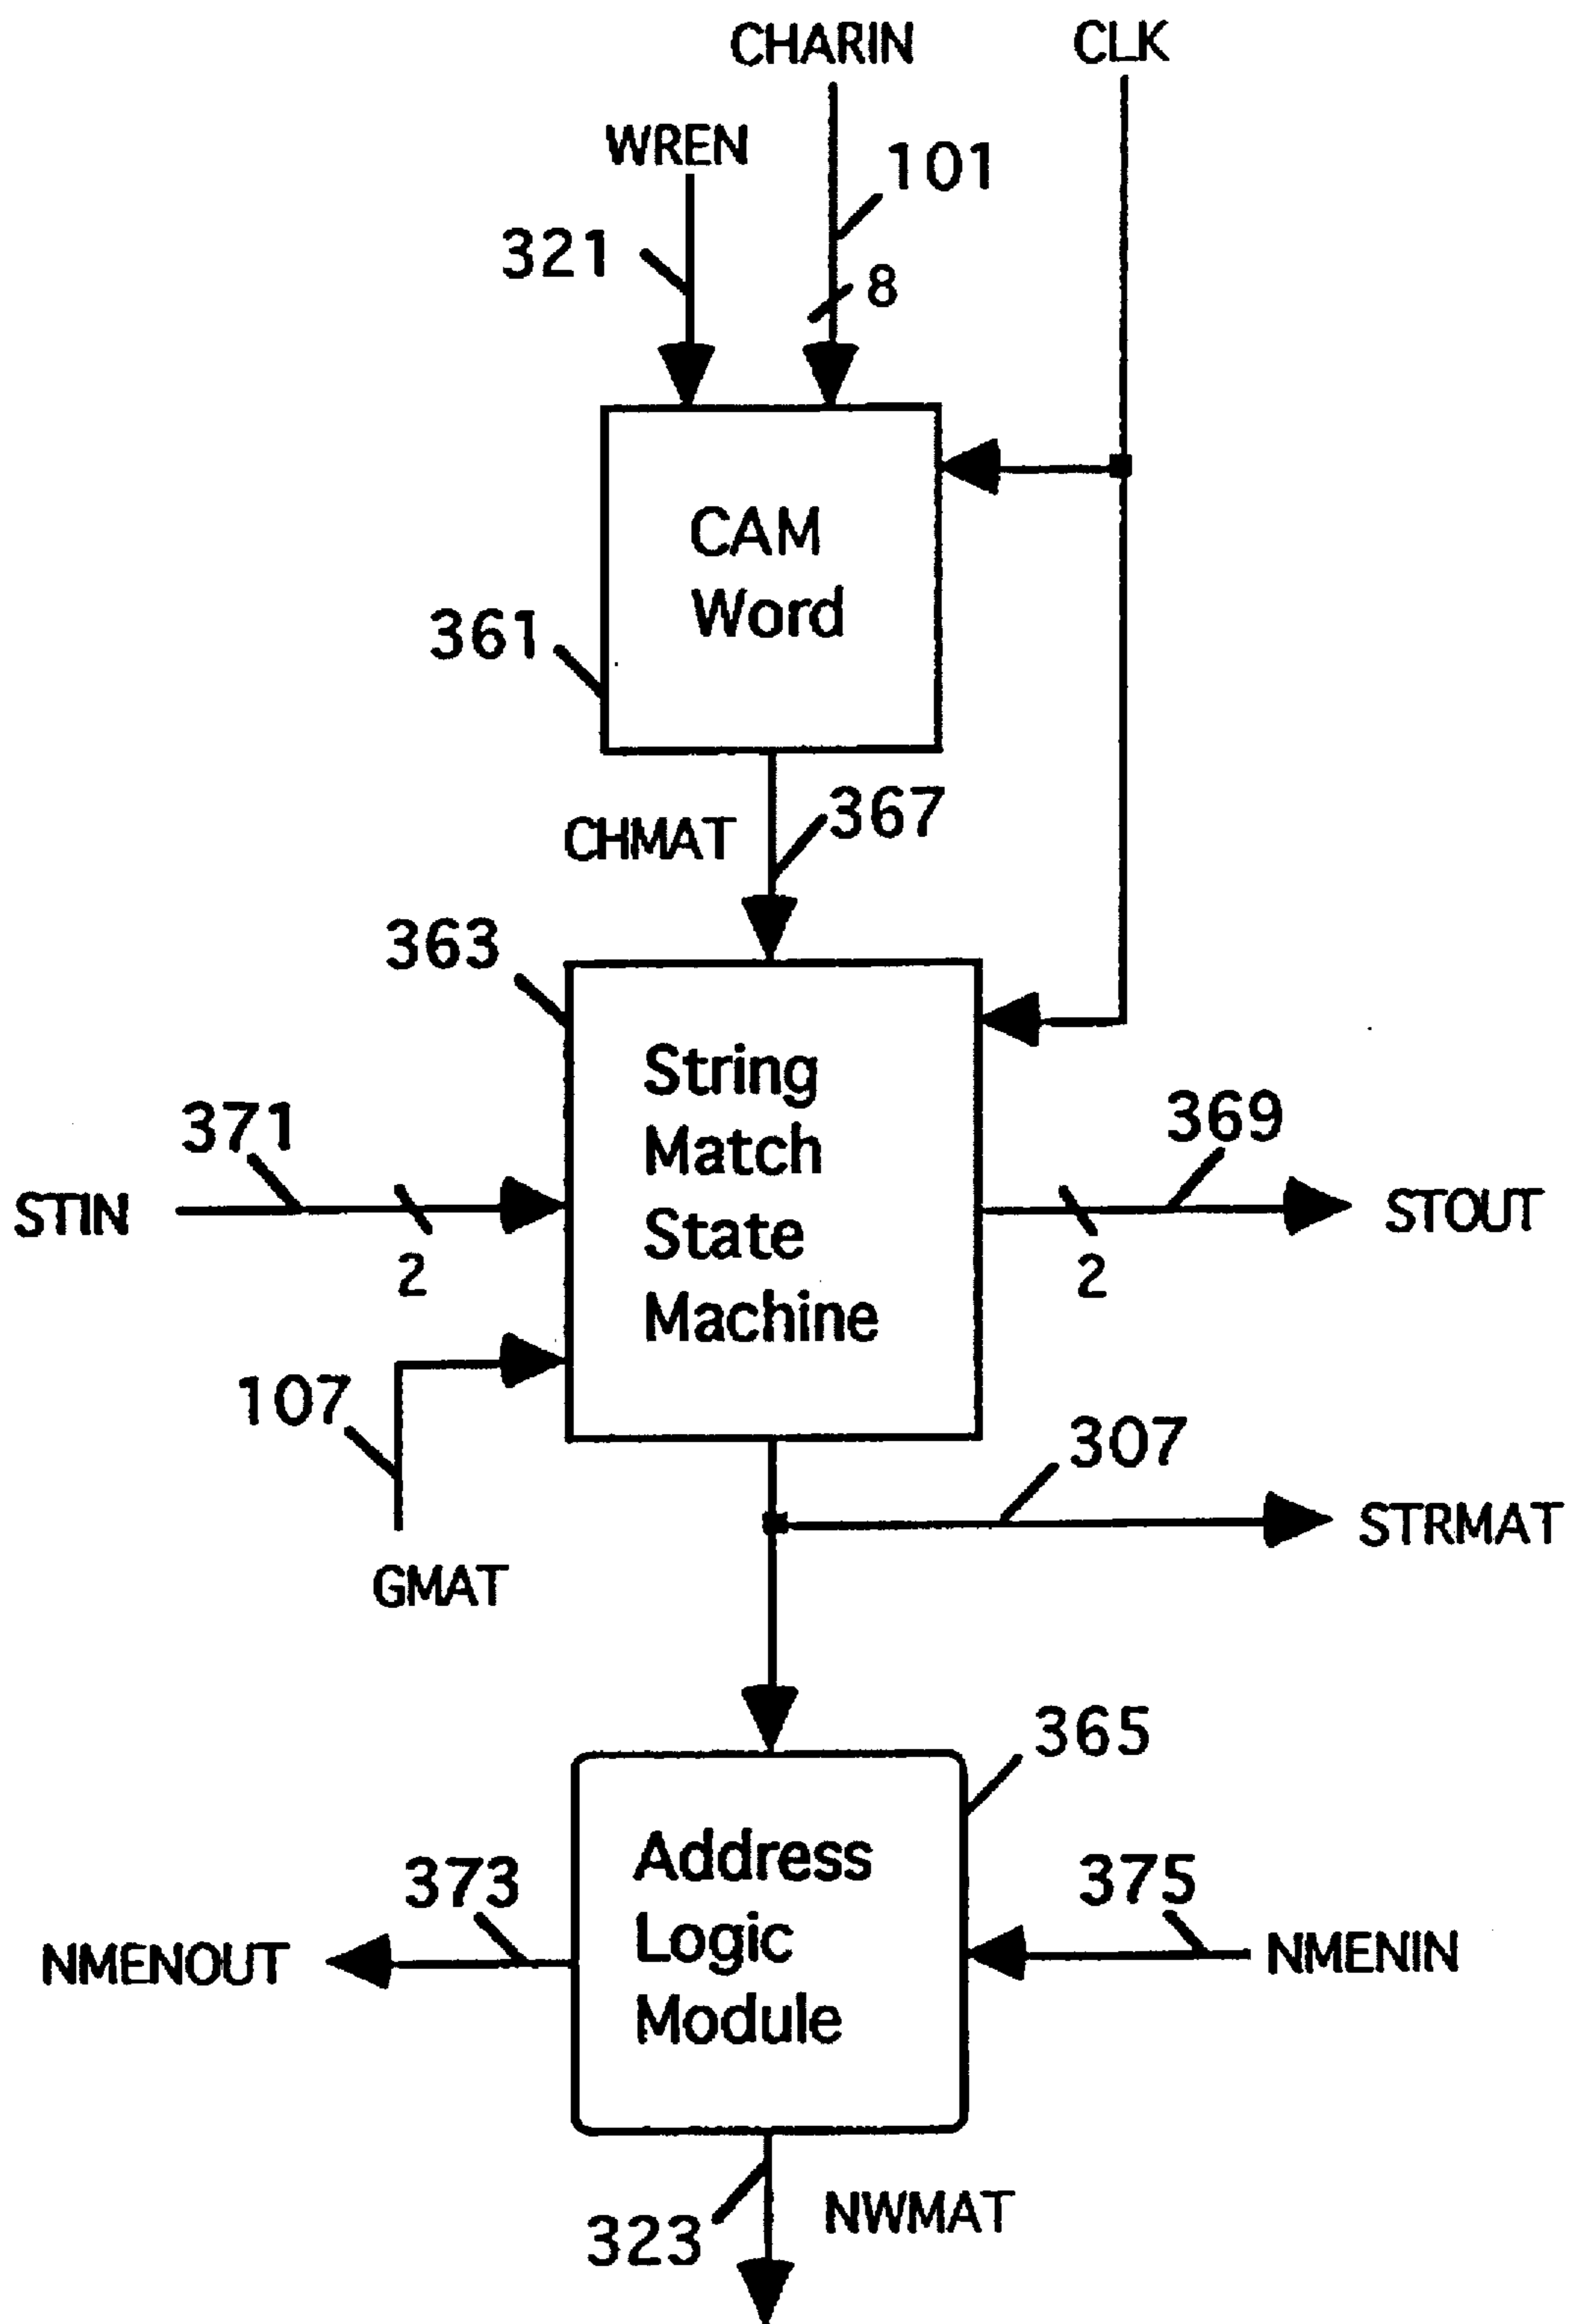 CHARIN
CLK
WREN
101
321
8
CAM
Word
361
CHMAT
367
363
String
Match
State
Machine
371
369
STIN
STOUT
2
2
107
307
STRMAT
GMAT
365
Address
Logic
Module
373
375
NMENOUT
NMENIN
323
NWMAT